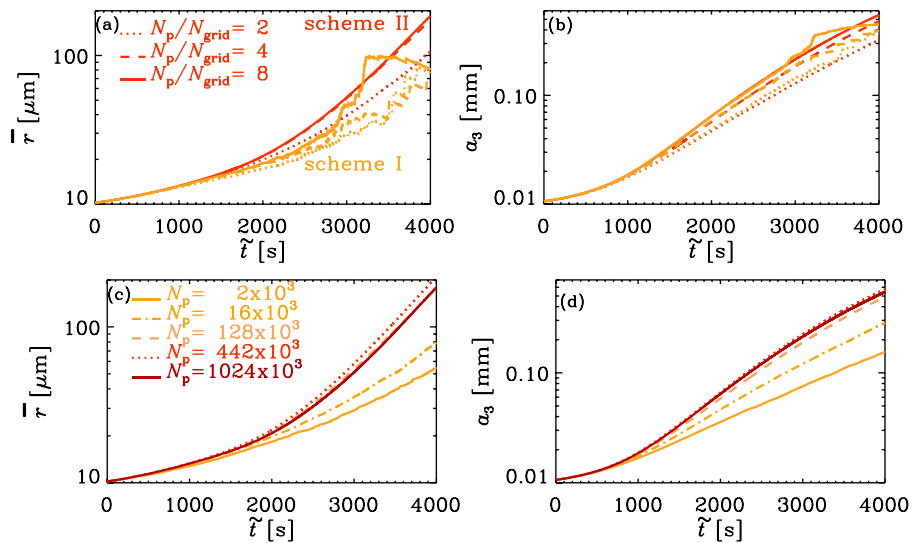 (a)
N_p/N_grid= 2
N_p/N_grid= 4
N_p/N_grid= 8
scheme II
scheme I
100
10
r̄ [μm]
0 1000 2000 3000 4000
t̃ [s]
(b)
0.10
0.01
a_3 [mm]
0 1000 2000 3000 4000
t̃ [s]
(c)
N_p= 2x10^3
N_p= 16x10^3
N_p= 128x10^3
N_p= 442x10^3
N_p=1024x10^3
100
10
r̄ [μm]
0 1000 2000 3000 4000
t̃ [s]
(d)
0.10
0.01
a_3 [mm]
0 1000 2000 3000 4000
t̃ [s]